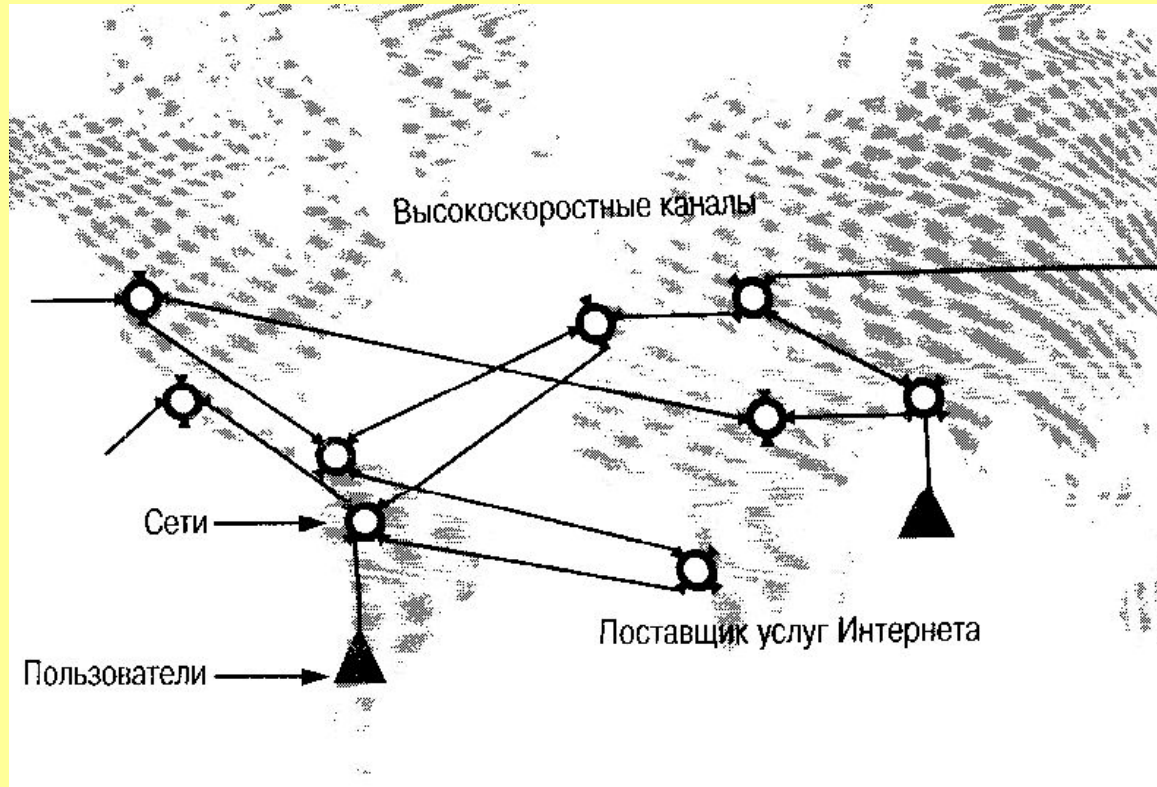 Высокоскоростные каналы
Сети
Поставщик услуг Интернета
Пользователи